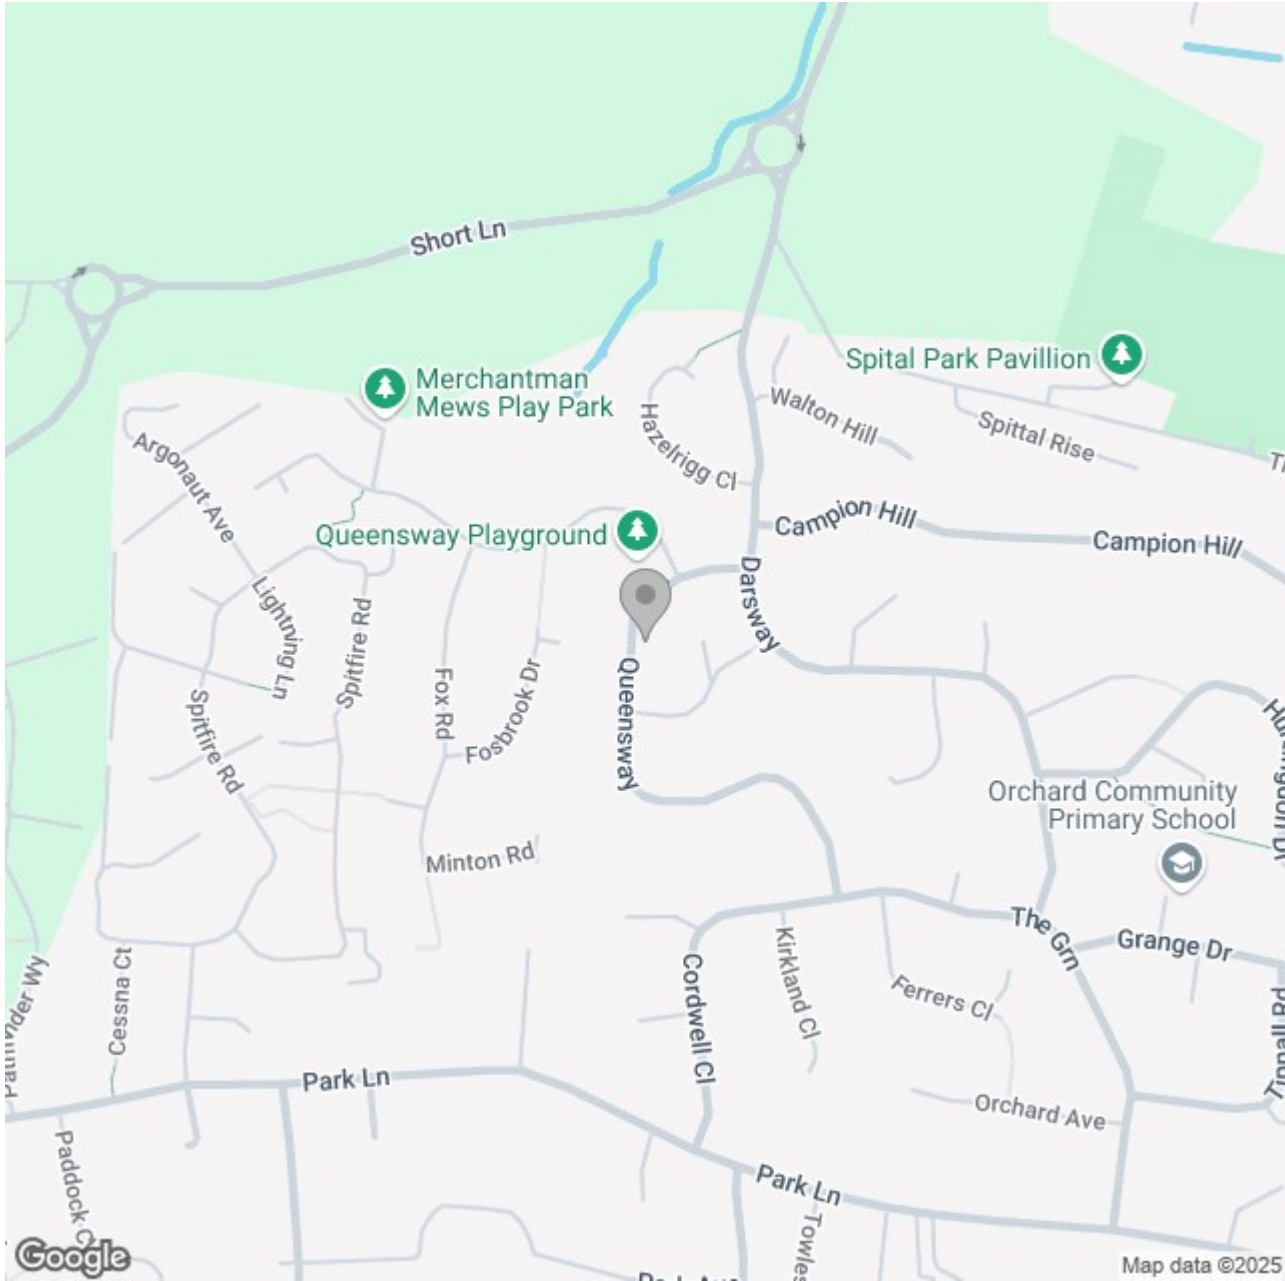 Short Ln
Spital Park Pavillion
Merchantman
Mews Play Park
Walton Hill
Hazelrigg Cl
Spittal Rise
Argonaut Ave
Queensway Playground
Campion Hill
Campion Hill
Darsway
Lightning Ln
Spitfire Rd
Fox Rd
Fosbrook Dr
Queensway
Spitfire Rd
Huntingdon Dr
Orchard Community
Primary School
Minton Rd
The Grn
Grange Dr
Kirkland Cl
Cordwell Cl
Ferrers Cl
Cessna Ct
Park Ln
Orchard Ave
Paddock C
Park Ln
Towles
Google
Map data ©2025